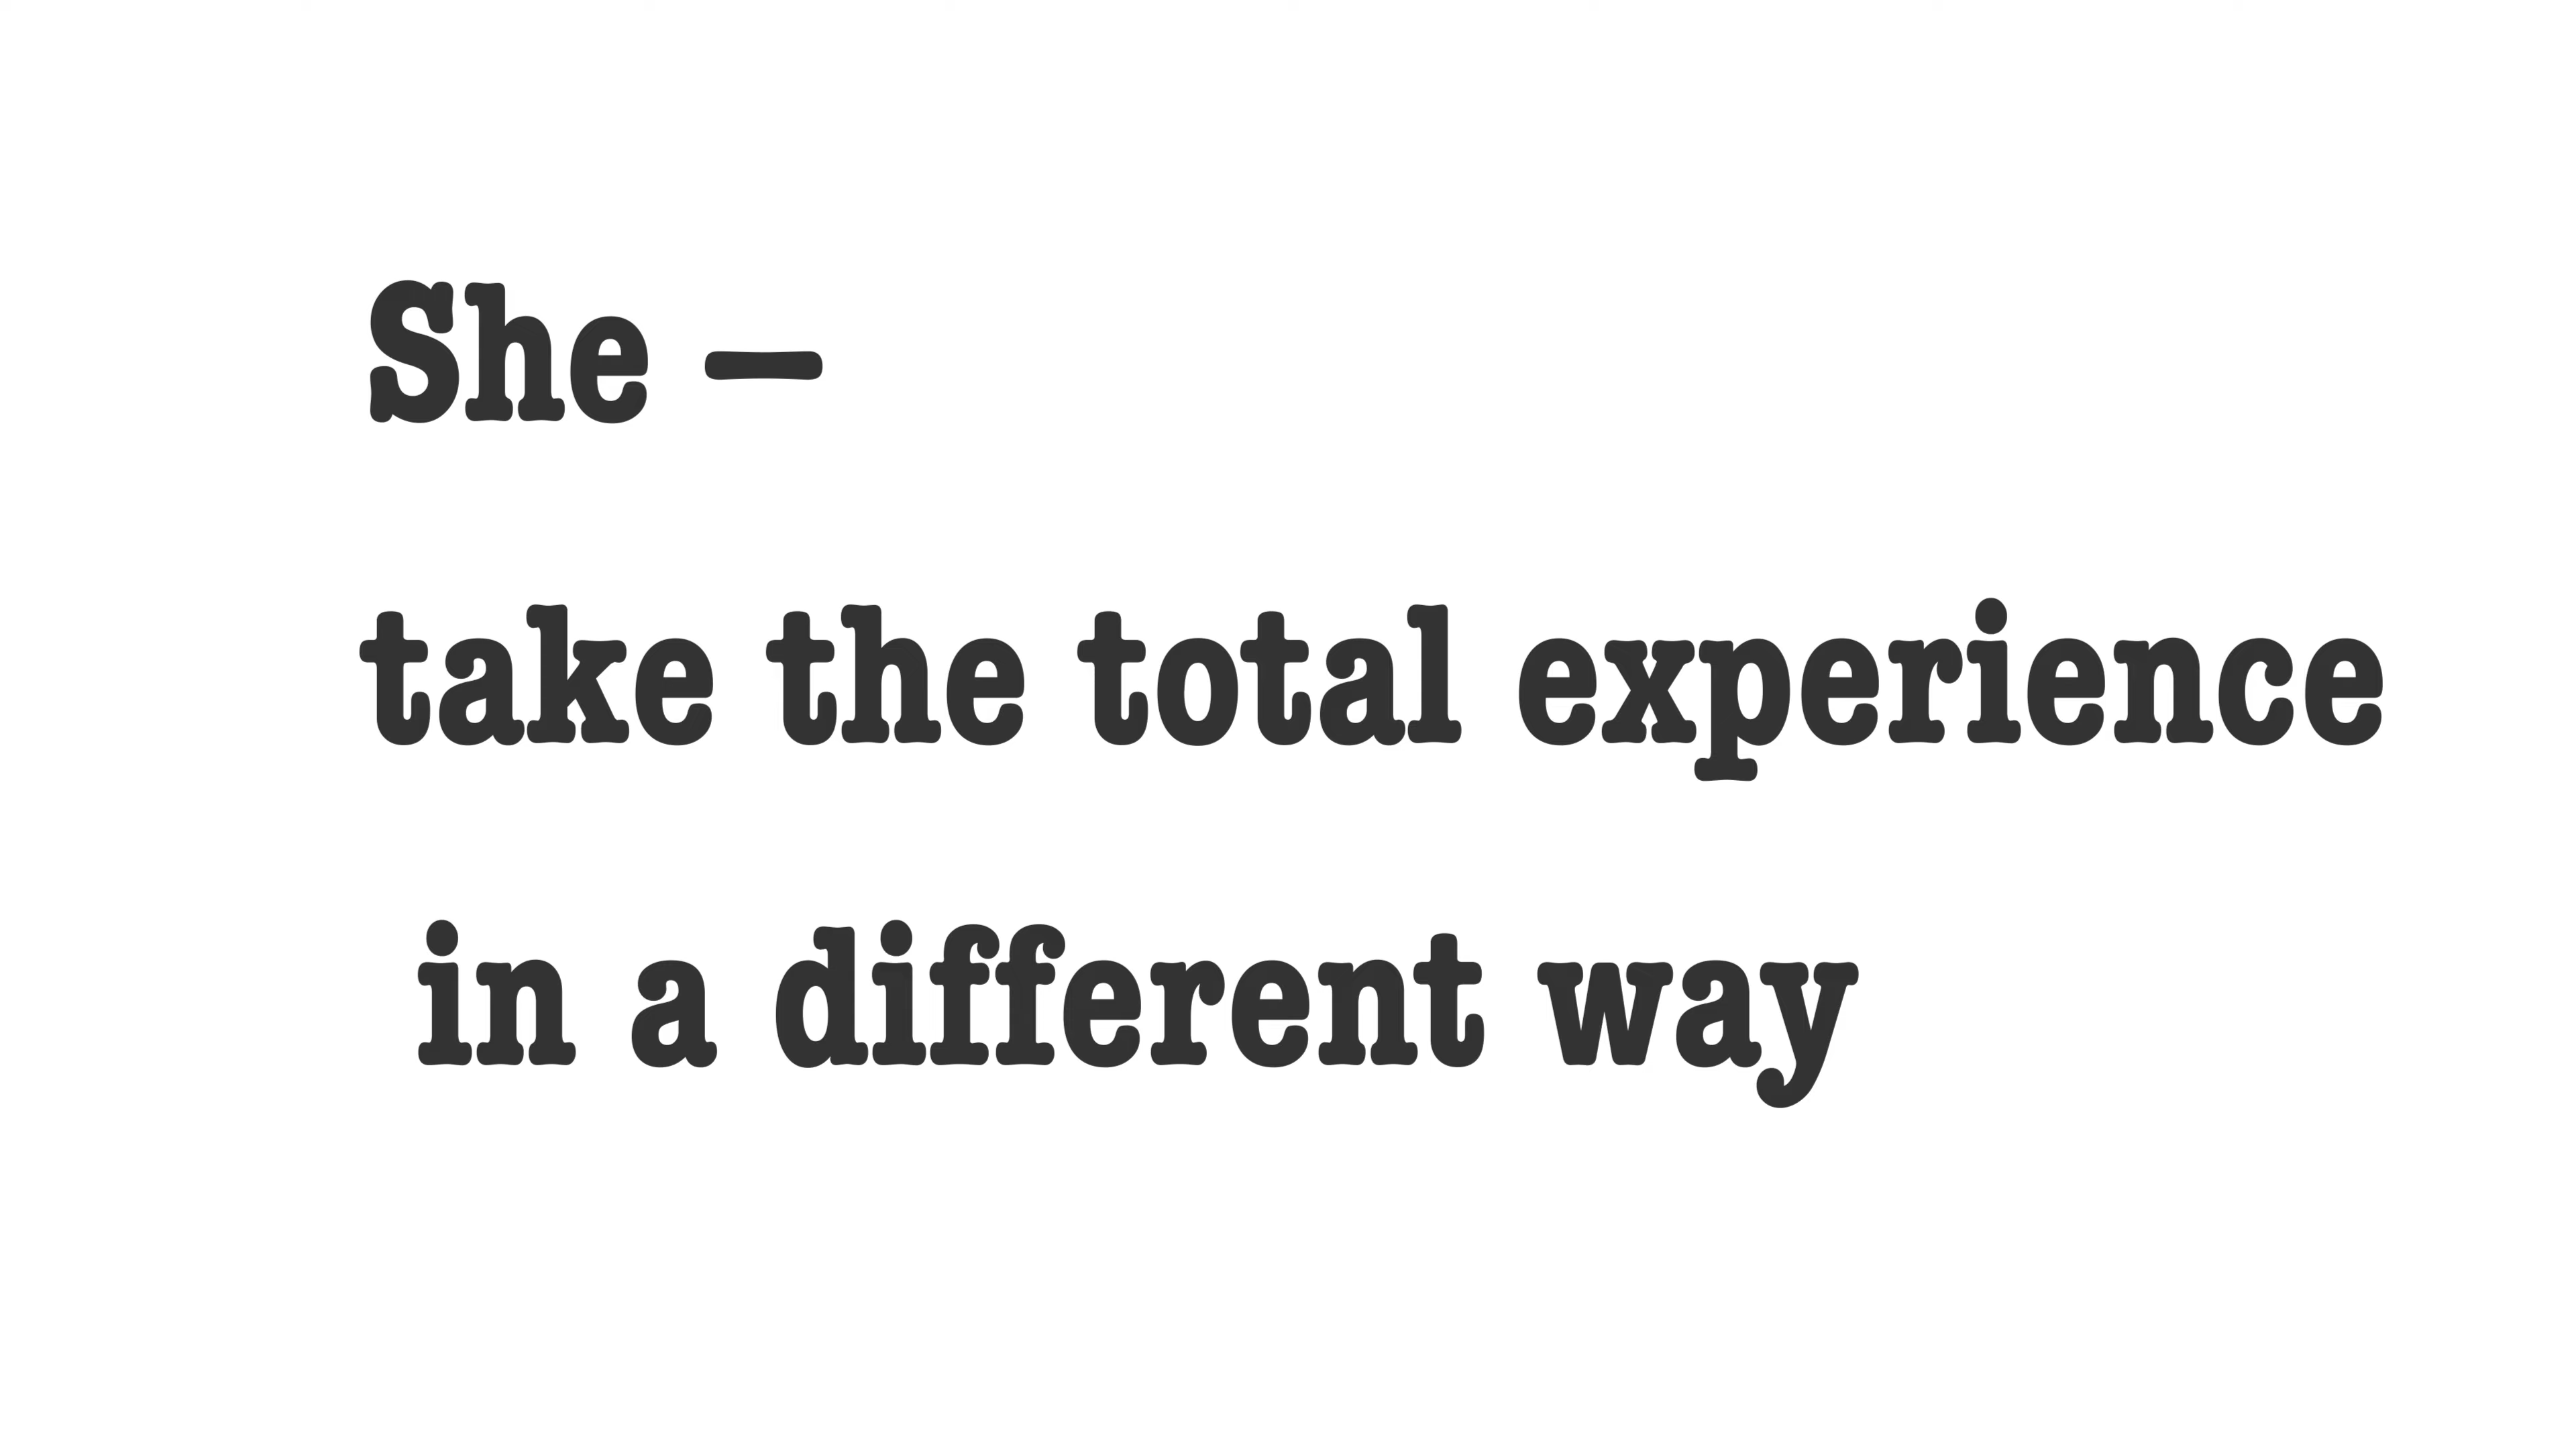 She —
take the total experience
in a different way